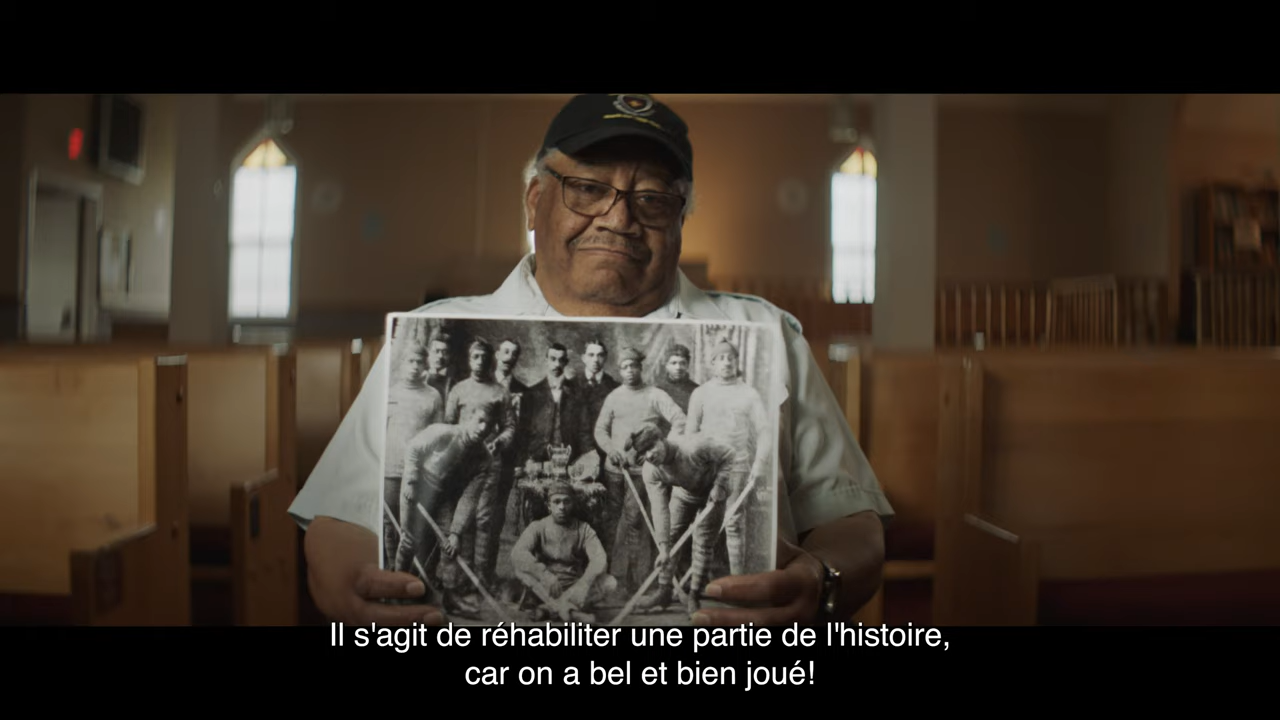 Il s'agit de réhabiliter une partie de l'histoire,
car on a bel et bien joué!